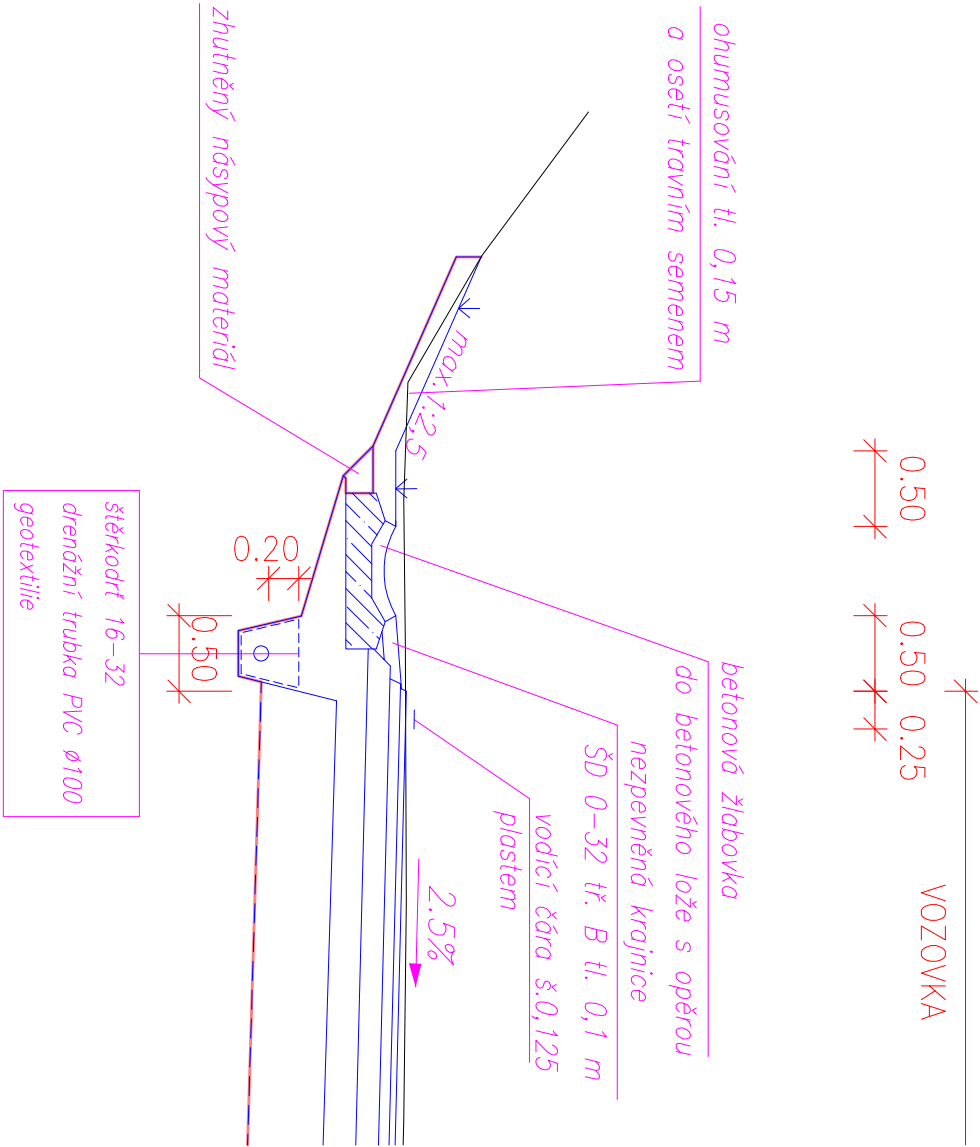 VOZOVKA
0.50
0.50
0.25
ohumusování tl. 0,15 m
a osetí travním semenem
betonová žlabovka
do betonového lože s opěrou
nezpevněná krajnice
ŠD 0-32 tř. B tl. 0,1 m
vodící čára š.0,125
plastem
2.5%
max. 1:2,5
zhutněný násypový materiál
0.20
0.50
štěrkodrť 16-32
drenážní trubka PVC ø100
geotextilie